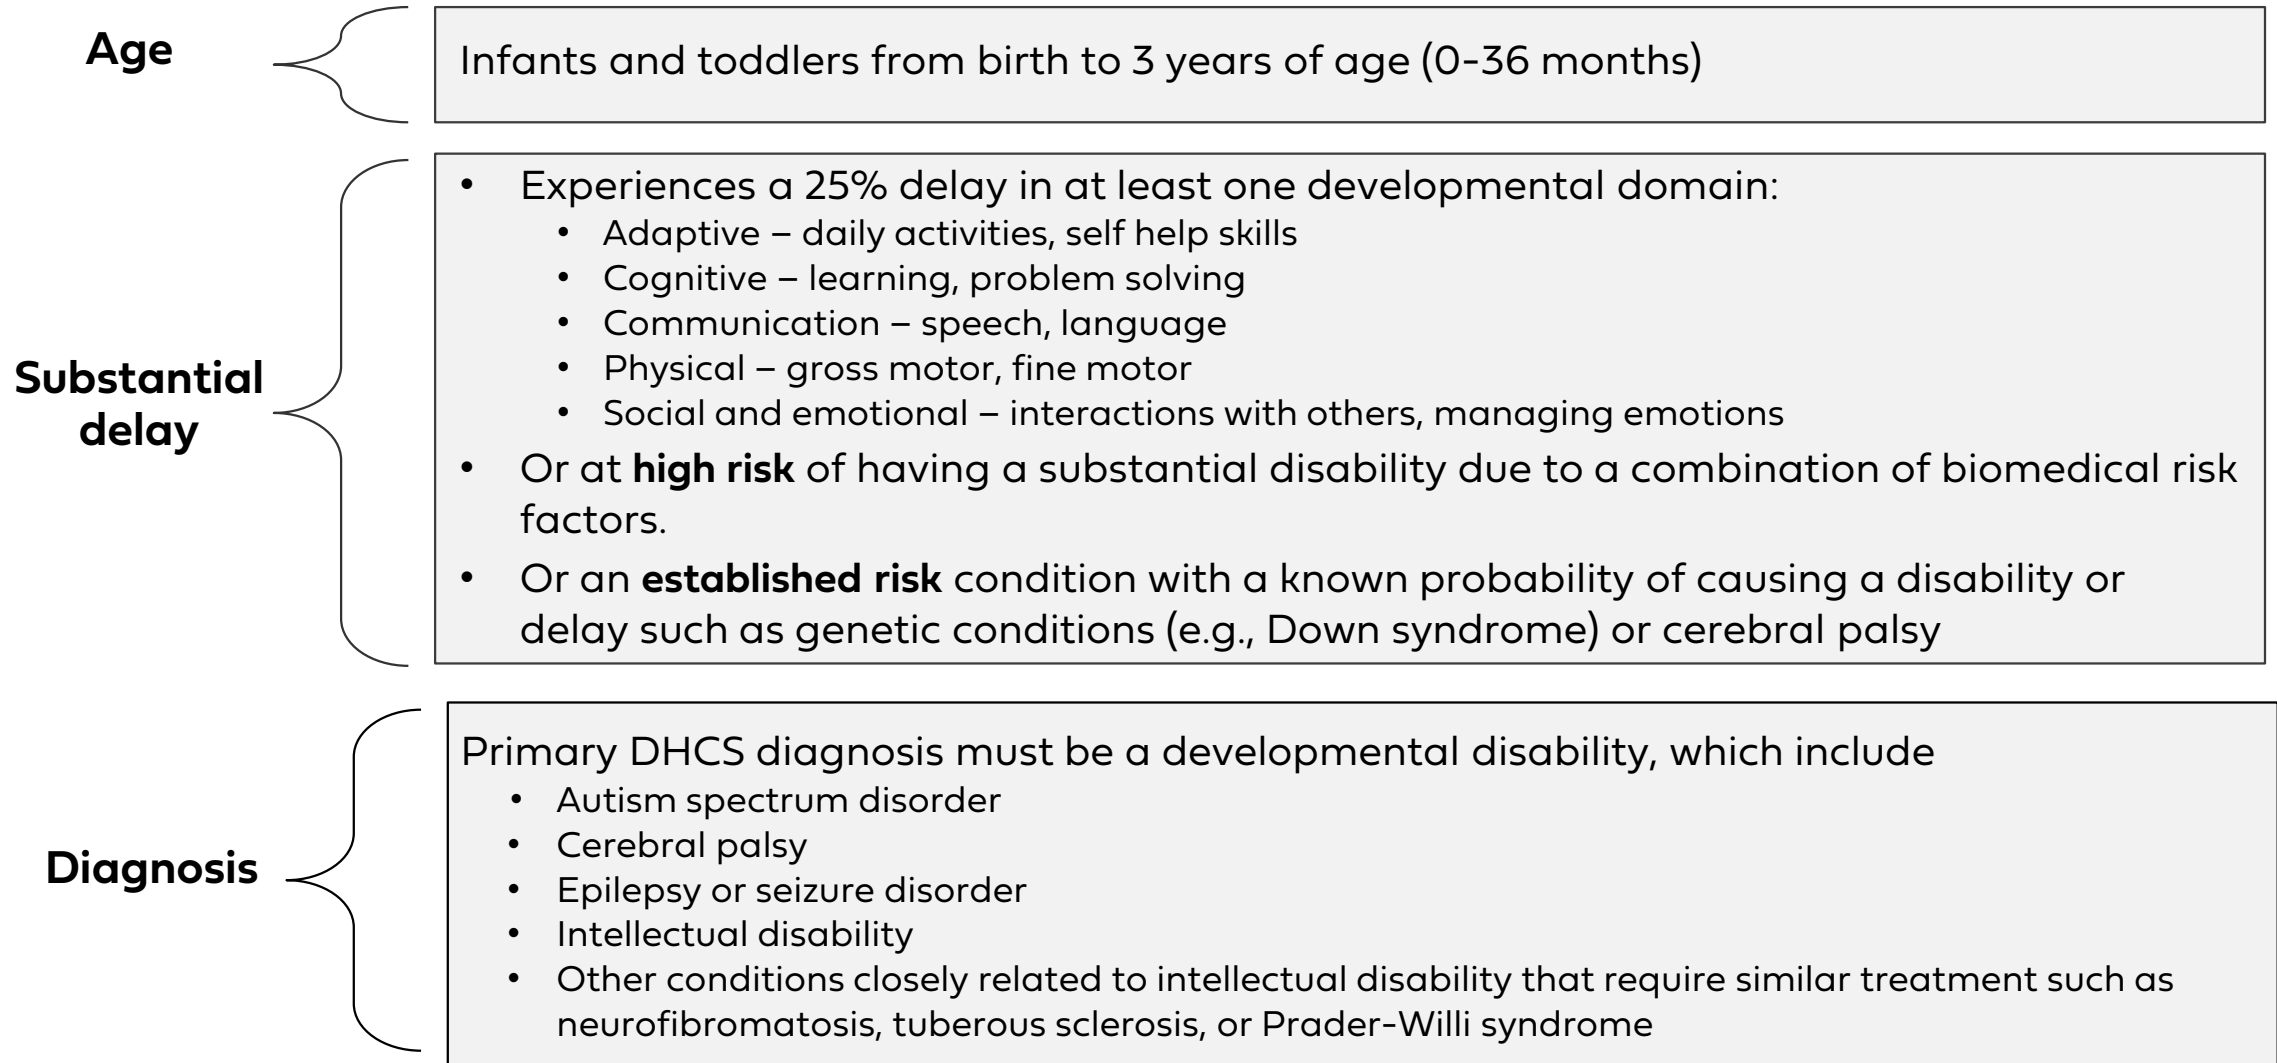 Age
Infants and toddlers from birth to 3 years of age (0-36 months)
Substantial
delay
• Experiences a 25% delay in at least one developmental domain:
• Adaptive – daily activities, self help skills
• Cognitive – learning, problem solving
• Communication – speech, language
• Physical – gross motor, fine motor
• Social and emotional – interactions with others, managing emotions
• Or at high risk of having a substantial disability due to a combination of biomedical risk
factors.
• Or an established risk condition with a known probability of causing a disability or
delay such as genetic conditions (e.g., Down syndrome) or cerebral palsy
Diagnosis
Primary DHCS diagnosis must be a developmental disability, which include
• Autism spectrum disorder
• Cerebral palsy
• Epilepsy or seizure disorder
• Intellectual disability
• Other conditions closely related to intellectual disability that require similar treatment such as
neurofibromatosis, tuberous sclerosis, or Prader-Willi syndrome